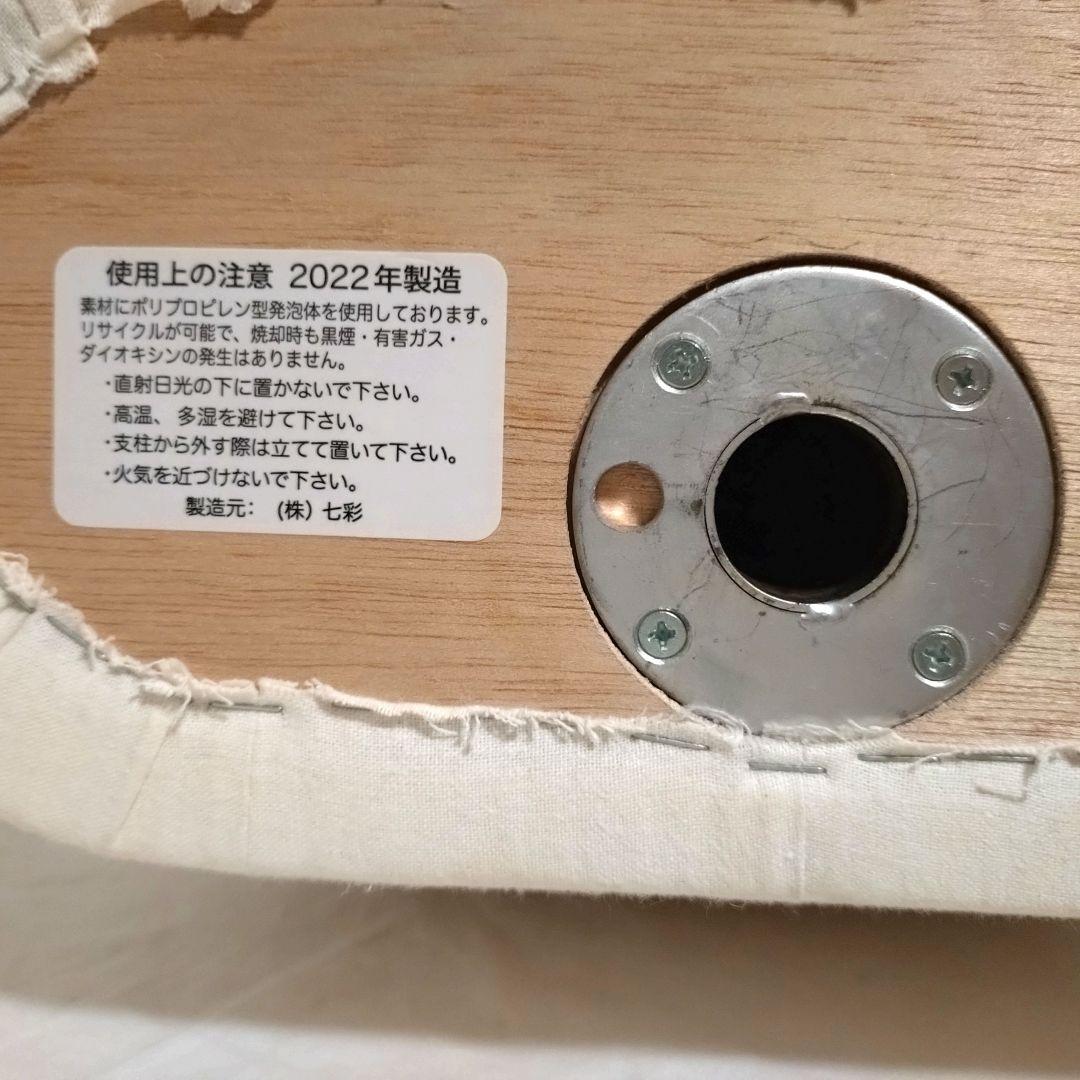 使用上の注意 2022年製造
素材にポリプロピレン型発泡体を使用しております。
リサイクルが可能で、焼却時も黒煙・有害ガス・
ダイオキシンの発生はありません。
・直射日光の下に置かないで下さい。
・高温、多湿を避けて下さい。
・支柱から外す際は立てて置いて下さい。
・火気を近づけないで下さい。
製造元： (株) 七彩